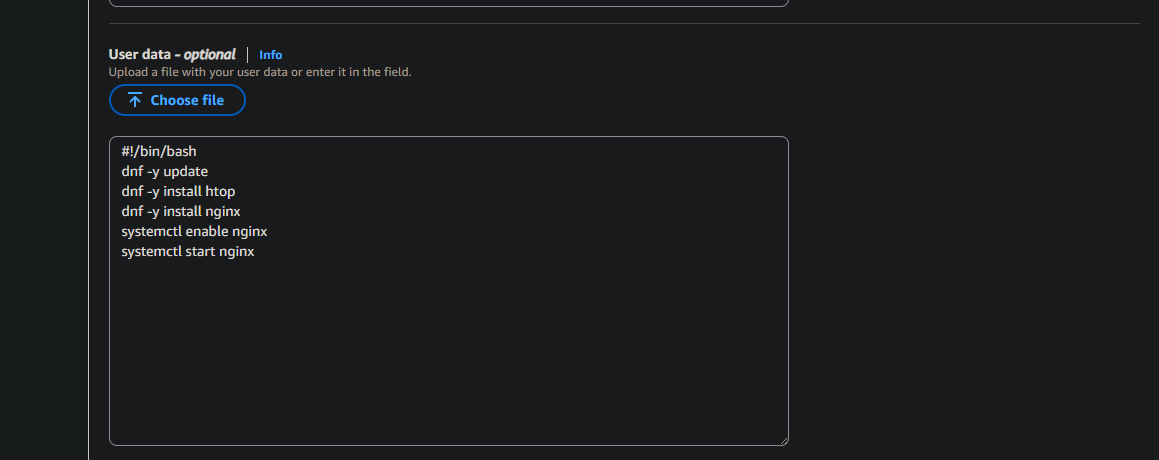 User data - optional | Info
Upload a file with your user data or enter it in the field.
Choose file
#!/bin/bash
dnf -y update
dnf -y install htop
dnf -y install nginx
systemctl enable nginx
systemctl start nginx